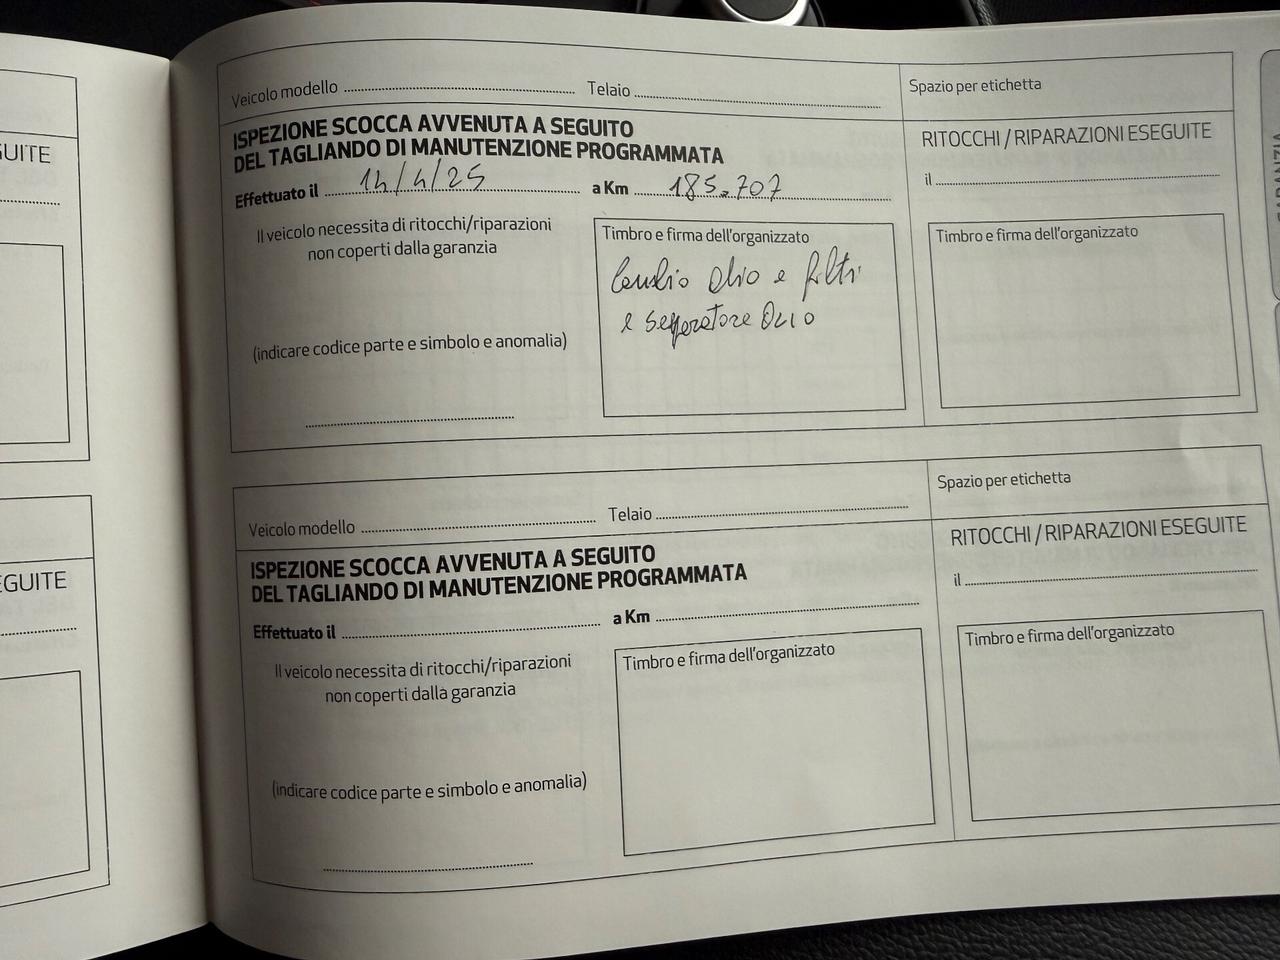 GUITE
Veicolo modello Telaio
Spazio per etichetta
ISPEZIONE SCOCCA AVVENUTA A SEGUITO
DEL TAGLIANDO DI MANUTENZIONE PROGRAMMATA
Effettuato il 14/4/25 a Km 185.707
Il veicolo necessita di ritocchi/riparazioni
non coperti dalla garanzia
(indicare codice parte e simbolo e anomalia)
Timbro e firma dell'organizzato
Cambio Olio e filtri
e sepperatore Olio
RITOCCHI / RIPARAZIONI ESEGUITE
il
Timbro e firma dell'organizzato
EGUITE
Veicolo modello Telaio
Spazio per etichetta
ISPEZIONE SCOCCA AVVENUTA A SEGUITO
DEL TAGLIANDO DI MANUTENZIONE PROGRAMMATA
Effettuato il a Km
Il veicolo necessita di ritocchi/riparazioni
non coperti dalla garanzia
(indicare codice parte e simbolo e anomalia)
Timbro e firma dell'organizzato
RITOCCHI / RIPARAZIONI ESEGUITE
il
Timbro e firma dell'organizzato